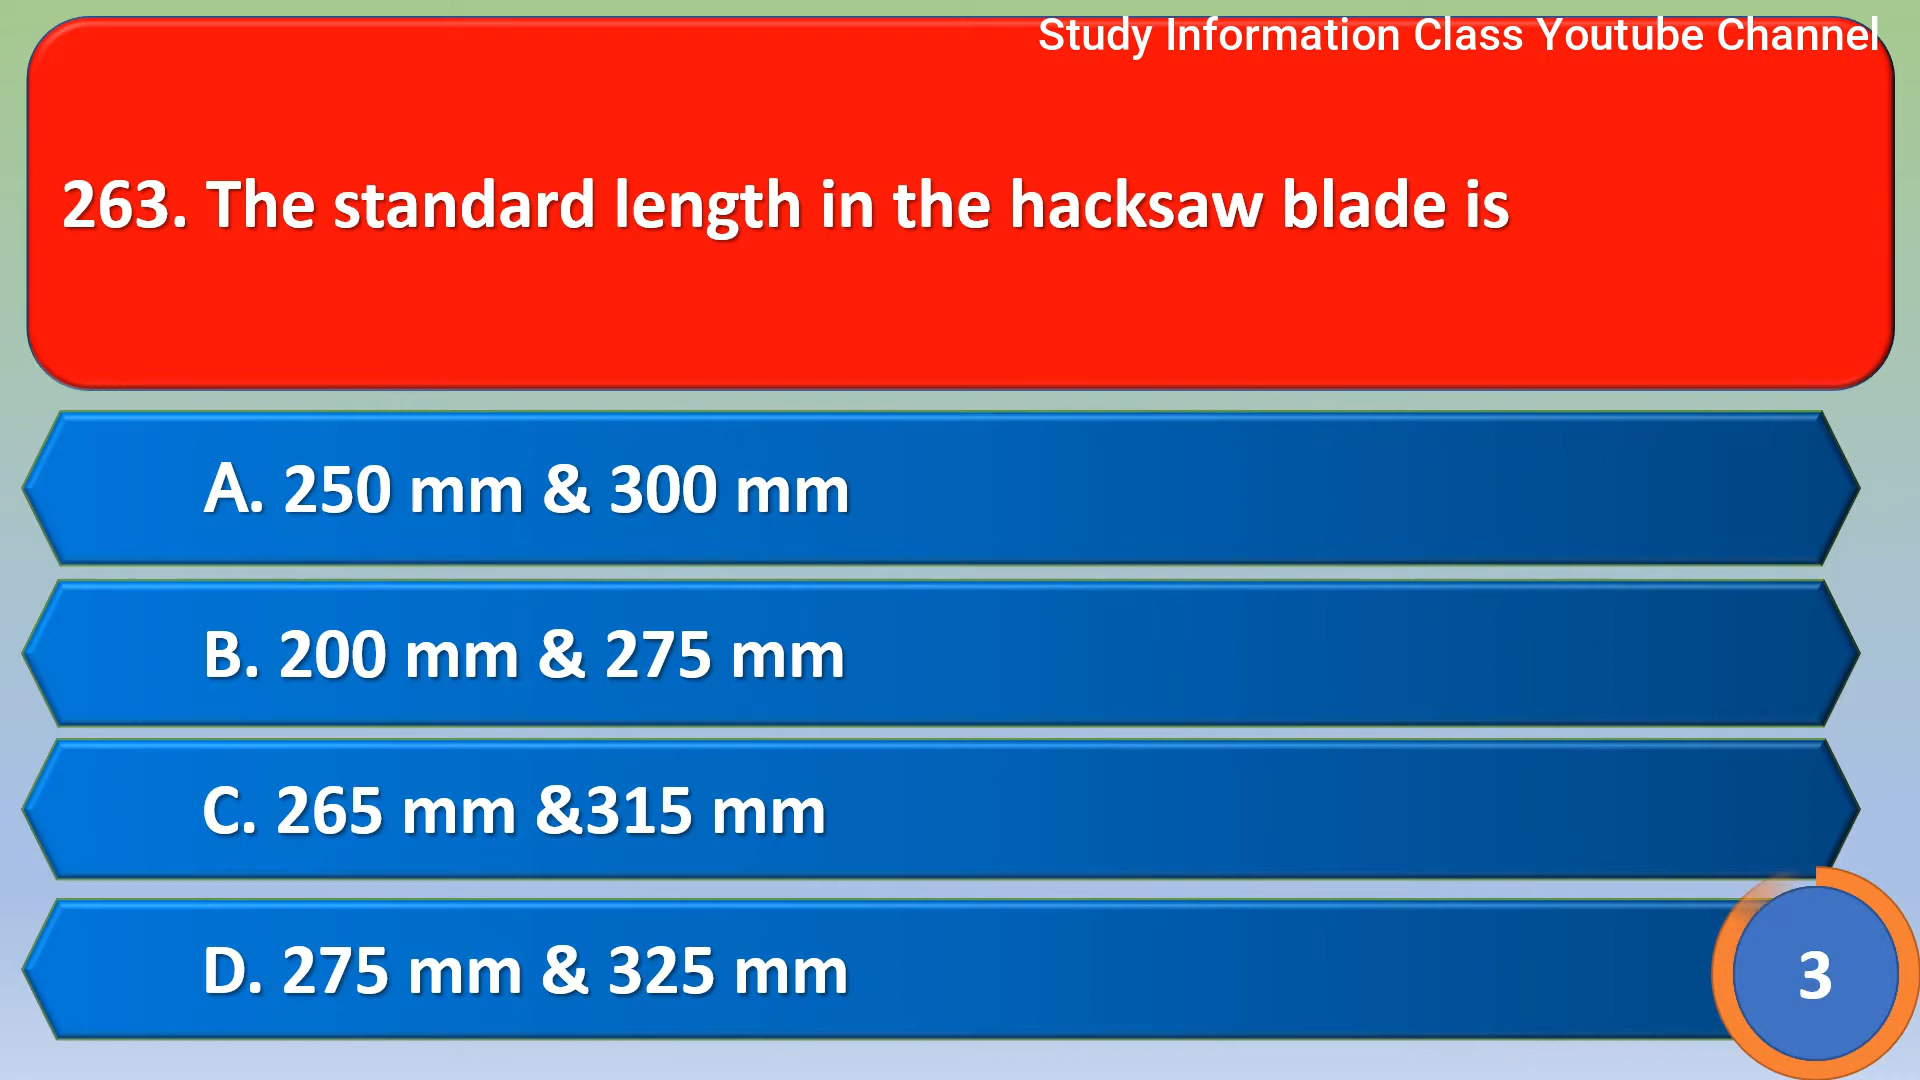 Study Information Class Youtube Channel
263. The standard length in the hacksaw blade is
A. 250 mm & 300 mm
B. 200 mm & 275 mm
C. 265 mm &315 mm
D. 275 mm & 325 mm
3